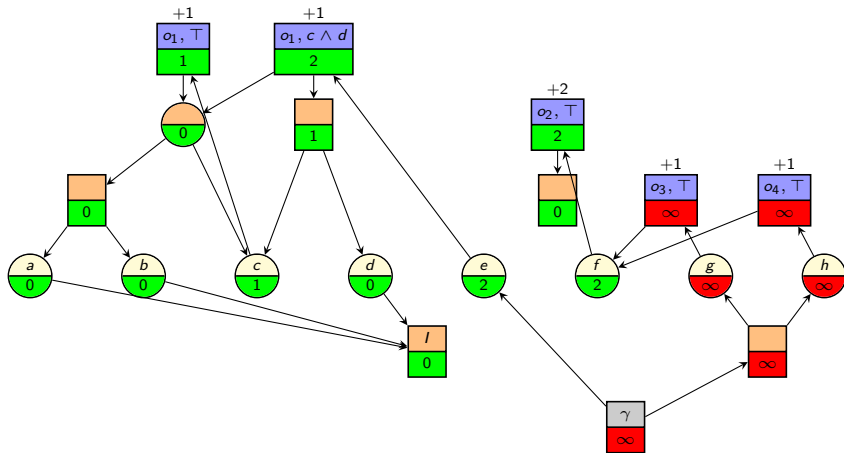 +1 +1
o₁, ⊤ o₁, c ∧ d
1 2
+2
o₂, ⊤
0 1 2
+1 +1
o₃, ⊤ o₄, ⊤
0 0 ∞ ∞
a b c d e f g h
0 0 1 0 2 2 ∞ ∞
I
0 ∞
γ
∞